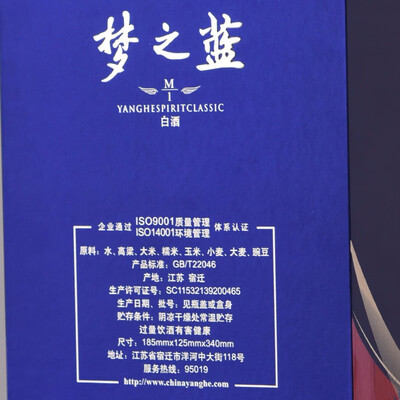 梦之蓝
M
1
YANGHESPIRITCLASSIC
白酒
企业通过 ISO9001质量管理 体系认证
ISO14001环境管理
原料：水、高粱、大米、糯米、玉米、小麦、大麦、豌豆
产品标准：GB/T22046
产地：江苏 宿迁
生产许可证号：SC11532139200465
生产日期、批号：见瓶盖或盒身
贮存条件：阴凉干燥处常温贮存
过量饮酒有害健康
尺寸：185mm×125mm×340mm
地址：江苏省宿迁市洋河中大街118号
服务热线：95019
http://www.chinayanghe.com